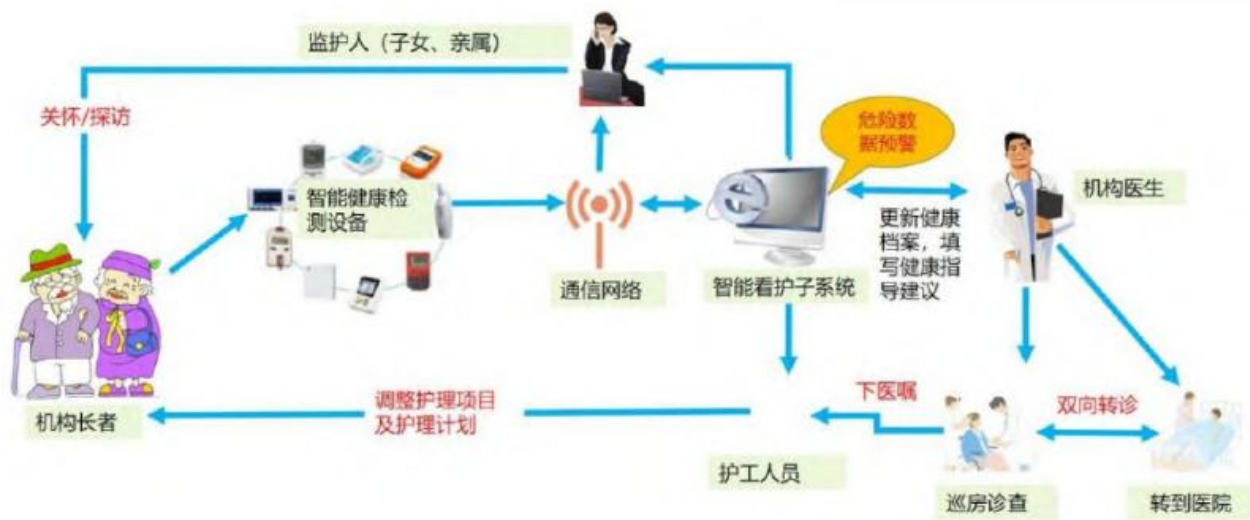 监护人（子女、亲属）
关怀/探访
危险数
据预警
智能健康检
测设备
机构医生
更新健康
档案，填
写健康指
导建议
通信网络
智能看护子系统
下医嘱
调整护理项目
及护理计划
双向转诊
机构长者
护工人员
巡房诊查
转到医院